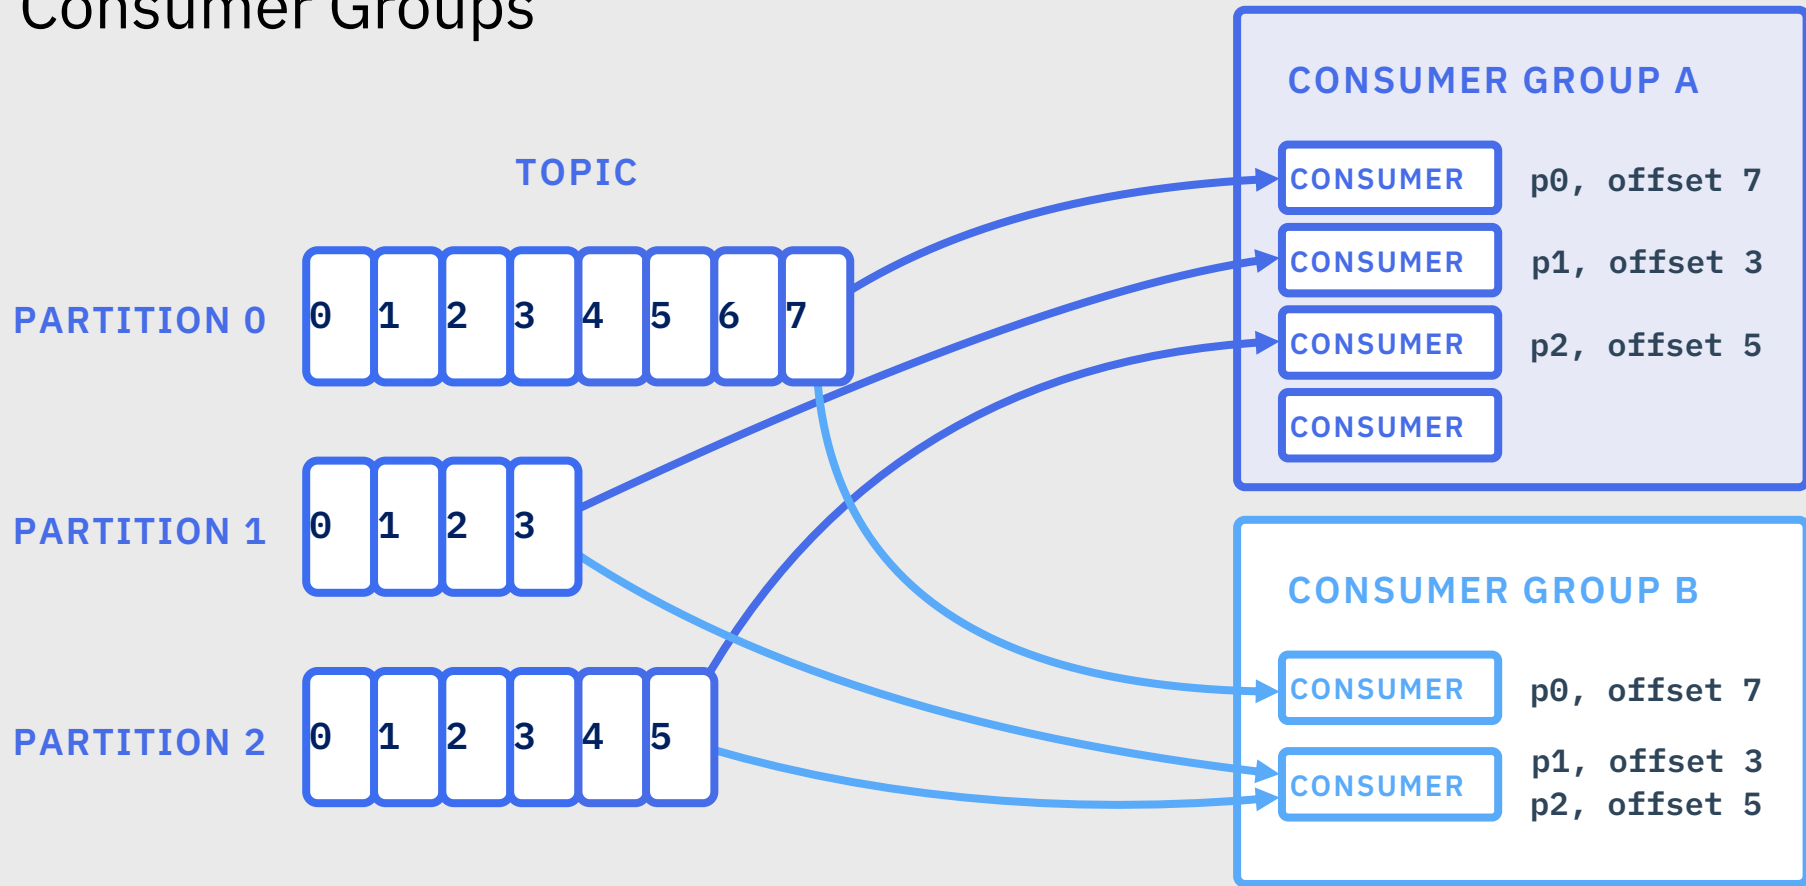 Consumer Groups
TOPIC
PARTITION 0
0 1 2 3 4 5 6 7
PARTITION 1
0 1 2 3
PARTITION 2
0 1 2 3 4 5
CONSUMER GROUP A
CONSUMER p0, offset 7
CONSUMER p1, offset 3
CONSUMER p2, offset 5
CONSUMER
CONSUMER GROUP B
CONSUMER p0, offset 7
CONSUMER p1, offset 3
p2, offset 5